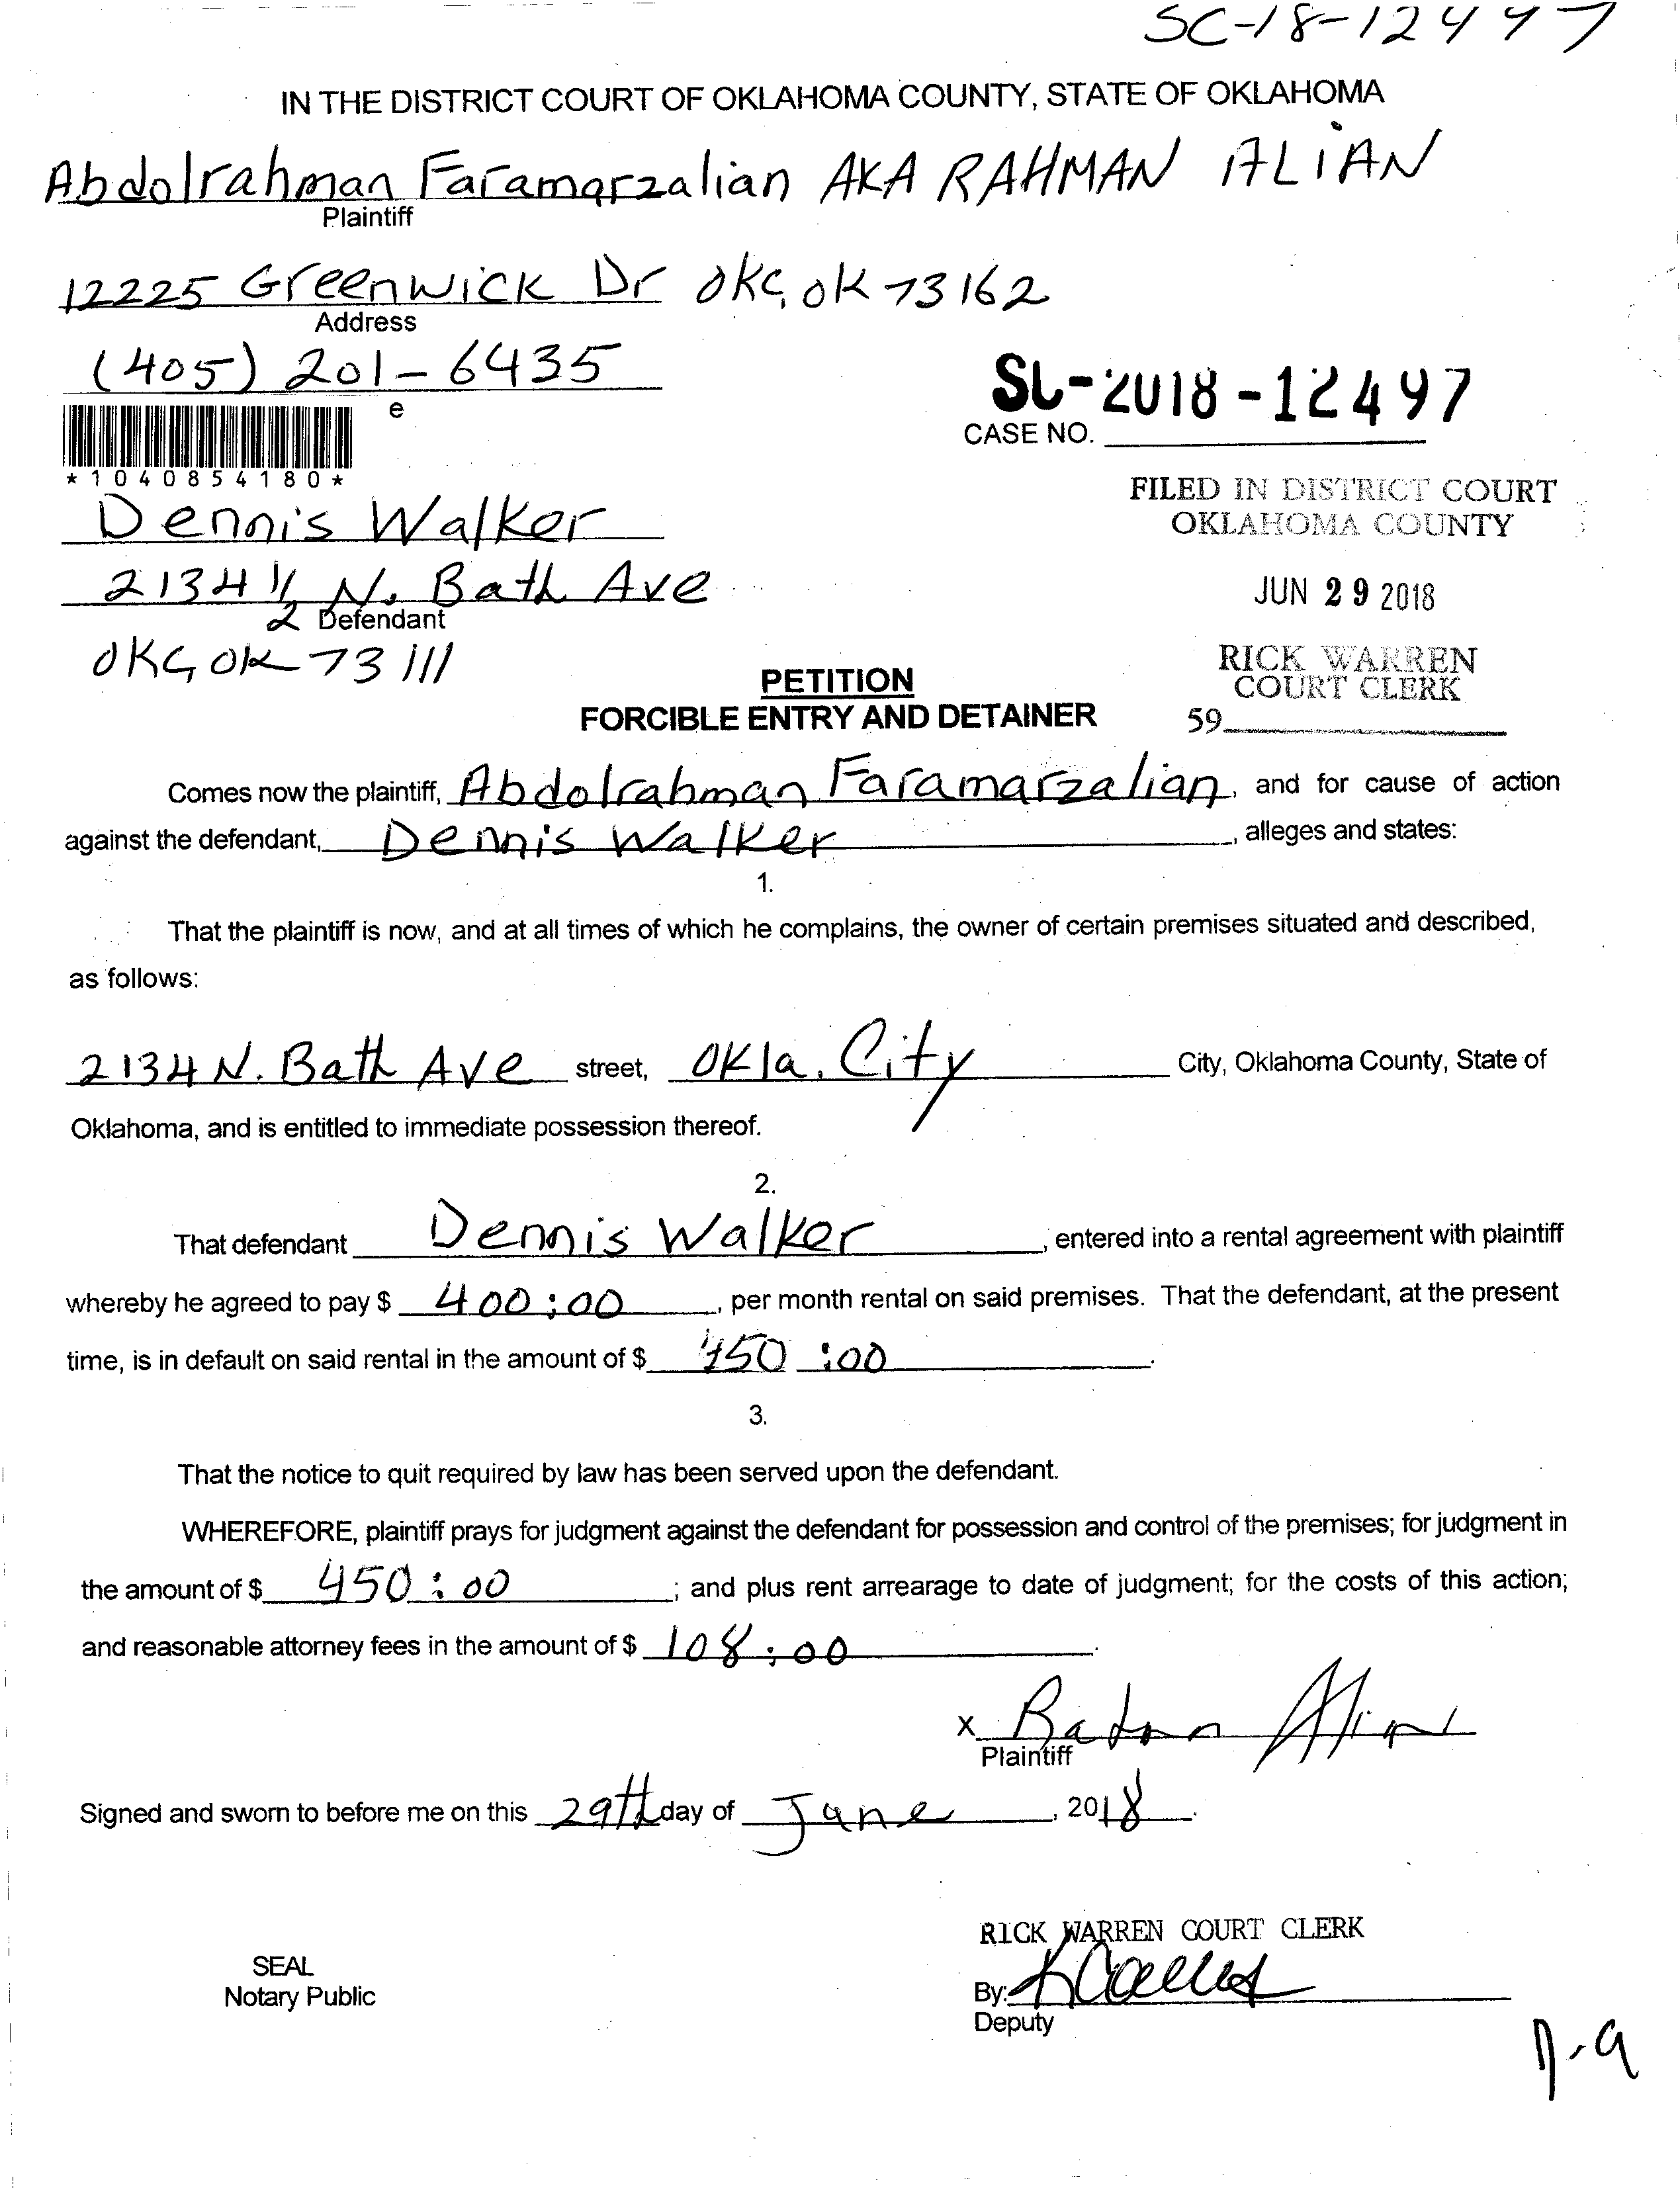 SC-18-12497
IN THE DISTRICT COURT OF OKLAHOMA COUNTY, STATE OF OKLAHOMA
Abdolrahman Faramarzalian AKA RAHMAN ALiAN
Plaintiff
12225 Greenwick Dr OKC, OK 73162
Address
(405) 201-6435
e
*1040854180*
SC-2018-12497
CASE NO.
FILED IN DISTRICT COURT
OKLAHOMA COUNTY
JUN 29 2018
RICK WARREN
COURT CLERK
59
Dennis Walker
2134 1/2 N. Bath Ave
Defendant
OKC, OK 73111
PETITION
FORCIBLE ENTRY AND DETAINER
Comes now the plaintiff, Abdolrahman Faramarzalian, and for cause of action
against the defendant, Dennis Walker, alleges and states:
1.
That the plaintiff is now, and at all times of which he complains, the owner of certain premises situated and described,
as follows:
2134 N. Bath Ave street, Okla. City City, Oklahoma County, State of
Oklahoma, and is entitled to immediate possession thereof.
2.
That defendant Dennis Walker, entered into a rental agreement with plaintiff
whereby he agreed to pay $ 400:00, per month rental on said premises. That the defendant, at the present
time, is in default on said rental in the amount of $ 450:00.
3.
That the notice to quit required by law has been served upon the defendant.
WHEREFORE, plaintiff prays for judgment against the defendant for possession and control of the premises; for judgment in
the amount of $ 450:00; and plus rent arrearage to date of judgment; for the costs of this action;
and reasonable attorney fees in the amount of $ 108:00.
X
Plaintiff
Signed and sworn to before me on this 29th day of June, 2018.
RICK WARREN COURT CLERK
SEAL
Notary Public
By:
Deputy